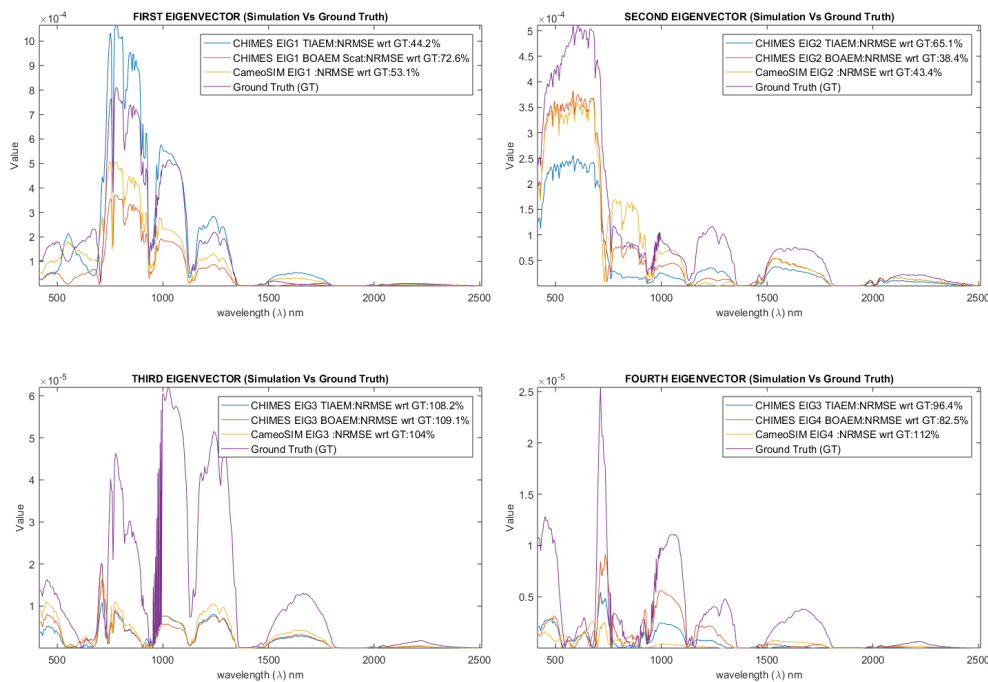 FIRST EIGENVECTOR (Simulation Vs Ground Truth)
×10⁻⁴
CHIMES EIG1 TIAEM:NRMSE wrt GT:44.2%
CHIMES EIG1 BOAEM Scat:NRMSE wrt GT:72.6%
CameoSIM EIG1 :NRMSE wrt GT:53.1%
Ground Truth (GT)
10
9
8
7
6
5
4
3
2
1
Value
500 1000 1500 2000 2500
wavelength (λ) nm
SECOND EIGENVECTOR (Simulation Vs Ground Truth)
×10⁻⁴
CHIMES EIG2 TIAEM:NRMSE wrt GT:65.1%
CHIMES EIG2 BOAEM:NRMSE wrt GT:38.4%
CameoSIM EIG2 :NRMSE wrt GT:43.4%
Ground Truth (GT)
5
4.5
4
3.5
3
2.5
2
1.5
1
0.5
Value
500 1000 1500 2000 2500
wavelength (λ) nm
THIRD EIGENVECTOR (Simulation Vs Ground Truth)
×10⁻⁵
CHIMES EIG3 TIAEM:NRMSE wrt GT:108.2%
CHIMES EIG3 BOAEM:NRMSE wrt GT:109.1%
CameoSIM EIG3 :NRMSE wrt GT:104%
Ground Truth (GT)
6
5
4
3
2
1
Value
500 1000 1500 2000 2500
wavelength (λ) nm
FOURTH EIGENVECTOR (Simulation Vs Ground Truth)
×10⁻⁵
CHIMES EIG3 TIAEM:NRMSE wrt GT:96.4%
CHIMES EIG4 BOAEM:NRMSE wrt GT:82.5%
CameoSIM EIG4 :NRMSE wrt GT:112%
Ground Truth (GT)
2.5
2
1.5
1
0.5
Value
500 1000 1500 2000 2500
wavelength (λ) nm